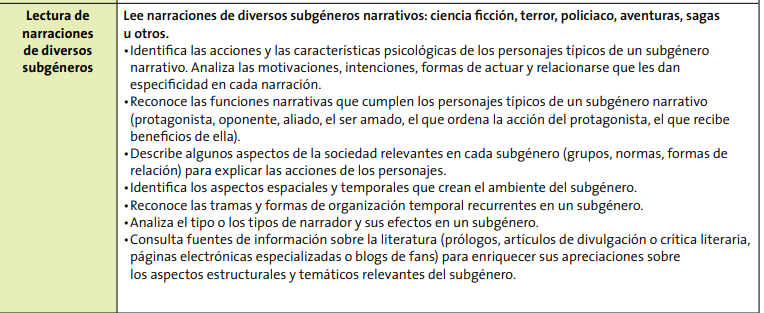 Lectura de
narraciones
de diversos
subgéneros
Lee narraciones de diversos subgéneros narrativos: ciencia ficción, terror, policiaco, aventuras, sagas
u otros.
•Identifica las acciones y las características psicológicas de los personajes típicos de un subgénero
narrativo. Analiza las motivaciones, intenciones, formas de actuar y relacionarse que les dan
especificidad en cada narración.
•Reconoce las funciones narrativas que cumplen los personajes típicos de un subgénero narrativo
(protagonista, oponente, aliado, el ser amado, el que ordena la acción del protagonista, el que recibe
beneficios de ella).
•Describe algunos aspectos de la sociedad relevantes en cada subgénero (grupos, normas, formas de
relación) para explicar las acciones de los personajes.
•Identifica los aspectos espaciales y temporales que crean el ambiente del subgénero.
•Reconoce las tramas y formas de organización temporal recurrentes en un subgénero.
•Analiza el tipo o los tipos de narrador y sus efectos en un subgénero.
•Consulta fuentes de información sobre la literatura (prólogos, artículos de divulgación o crítica literaria,
páginas electrónicas especializadas o blogs de fans) para enriquecer sus apreciaciones sobre
los aspectos estructurales y temáticos relevantes del subgénero.